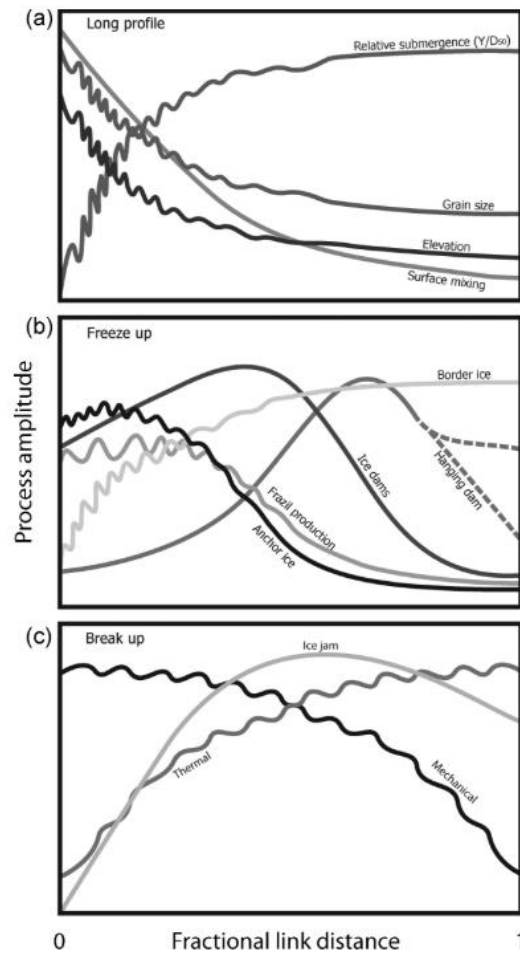 (a)
Long profile
Relative submergence (Y/D50)
Grain size
Elevation
Surface mixing
(b)
Freeze up
Border ice
Ice dams
Hanging dam
Frazil production
Anchor ice
Process amplitude
(c)
Break up
Ice jam
Thermal
Mechanical
0
Fractional link distance
1